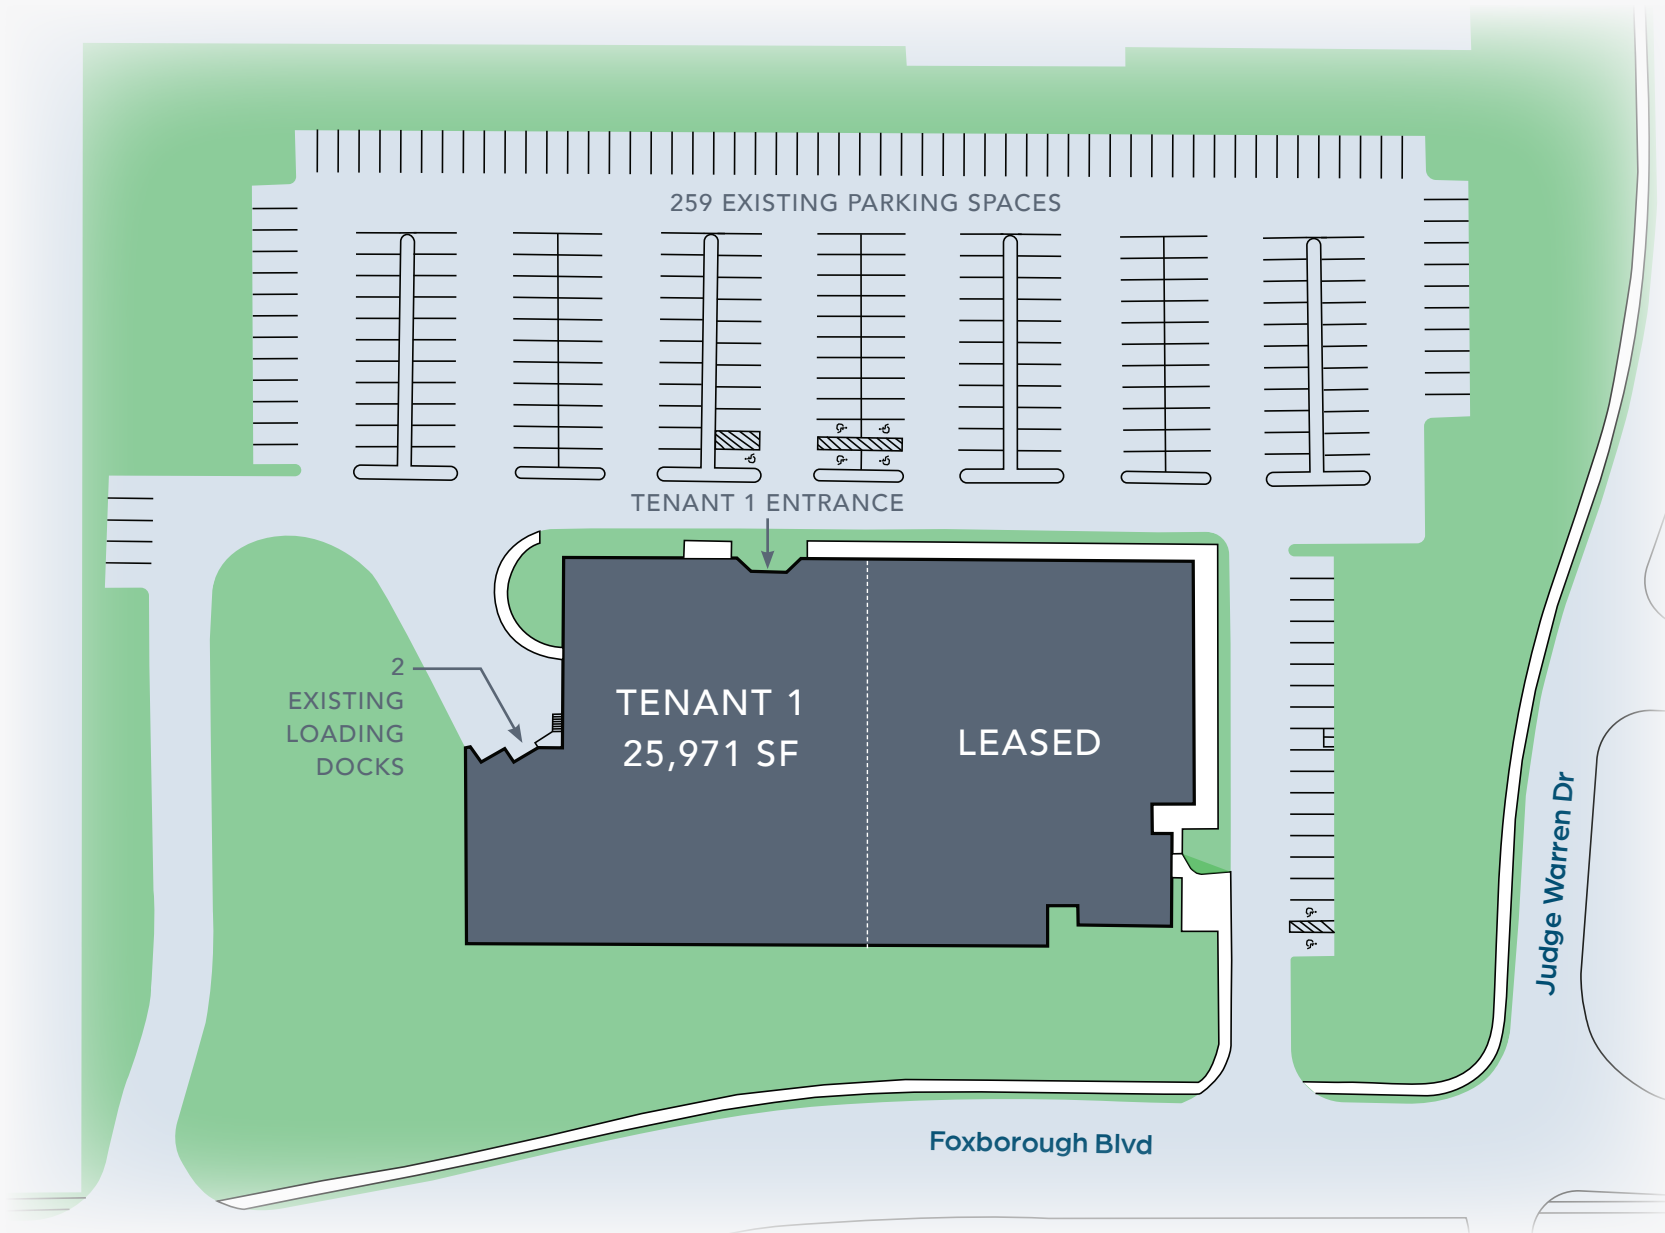 259 EXISTING PARKING SPACES
TENANT 1 ENTRANCE
2
EXISTING
LOADING
DOCKS
TENANT 1
25,971 SF
LEASED
Judge Warren Dr
Foxborough Blvd